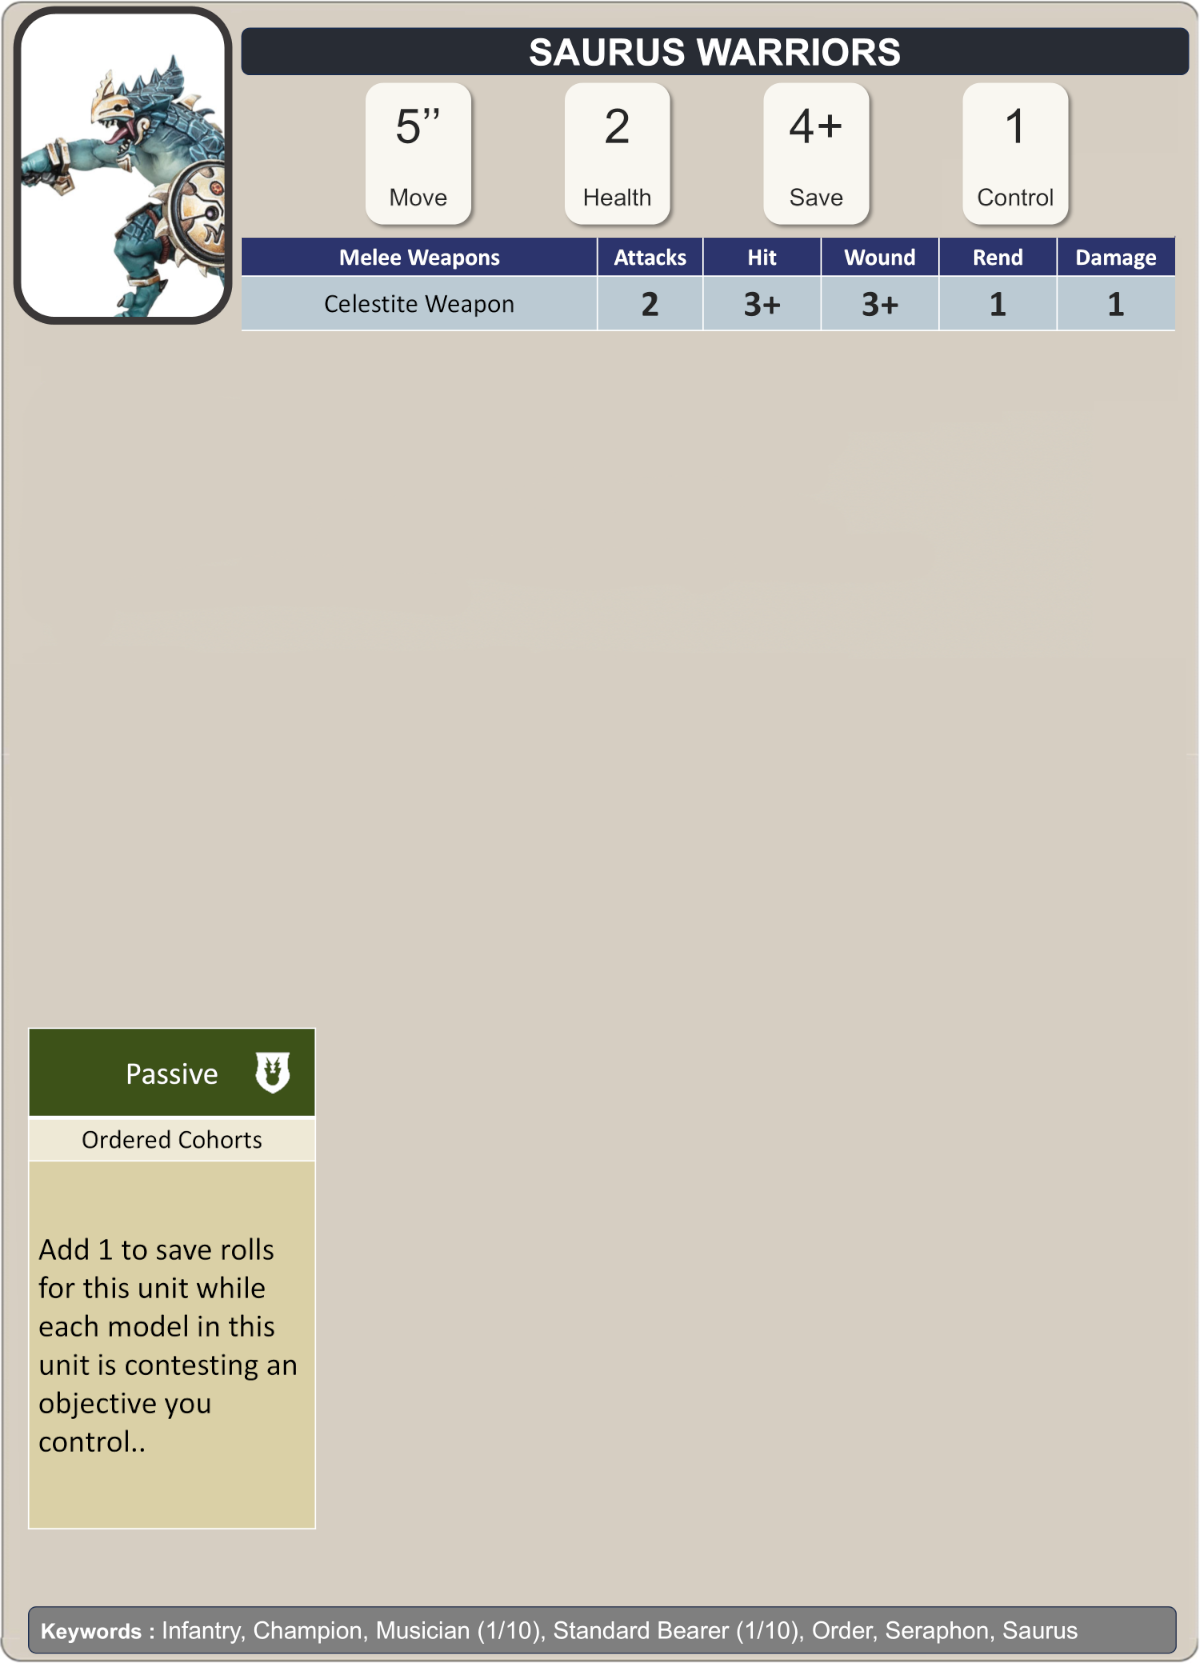 SAURUS WARRIORS
5” 2 4+ 1
Move Health Save Control
Melee Weapons Attacks Hit Wound Rend Damage
Celestite Weapon 2 3+ 3+ 1 1
Passive
Ordered Cohorts
Add 1 to save rolls
for this unit while
each model in this
unit is contesting an
objective you
control..
Keywords : Infantry, Champion, Musician (1/10), Standard Bearer (1/10), Order, Seraphon, Saurus